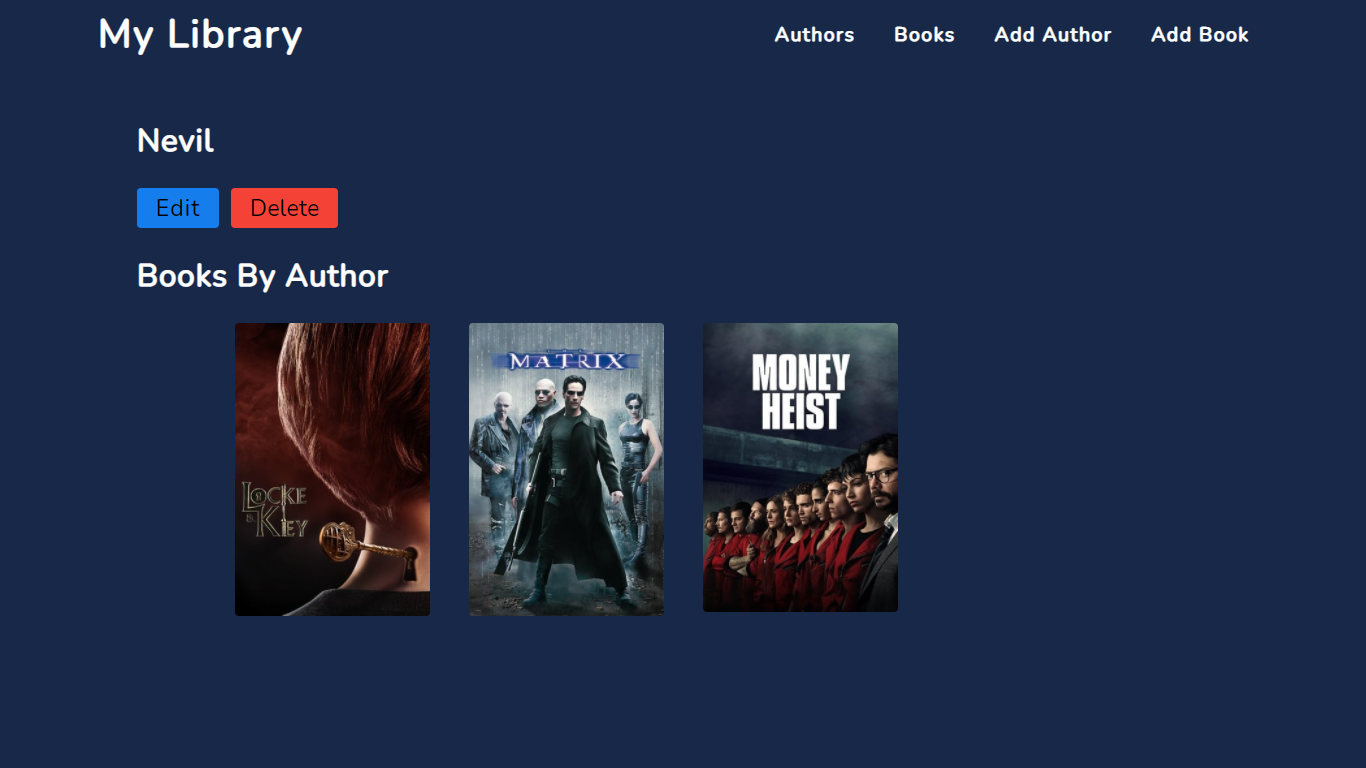 My Library
Authors Books Add Author Add Book
Nevil
Edit Delete
Books By Author
LOCKE
& KEY
MATRIX
MONEY
HEIST